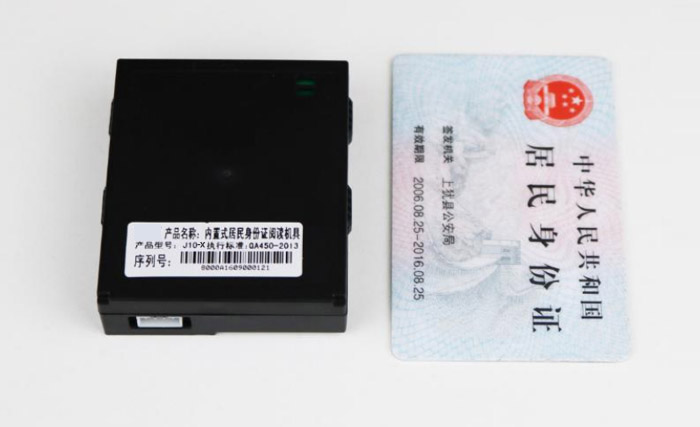 产品名称: 内置式居民身份证阅读机具
产品型号: J10-X执行标准:GA450-2013
序列号:
8000A1609000121
中华人民共和国
居民身份证
签发机关 上犹县公安局
有效期限 2006.08.25-2016.08.25